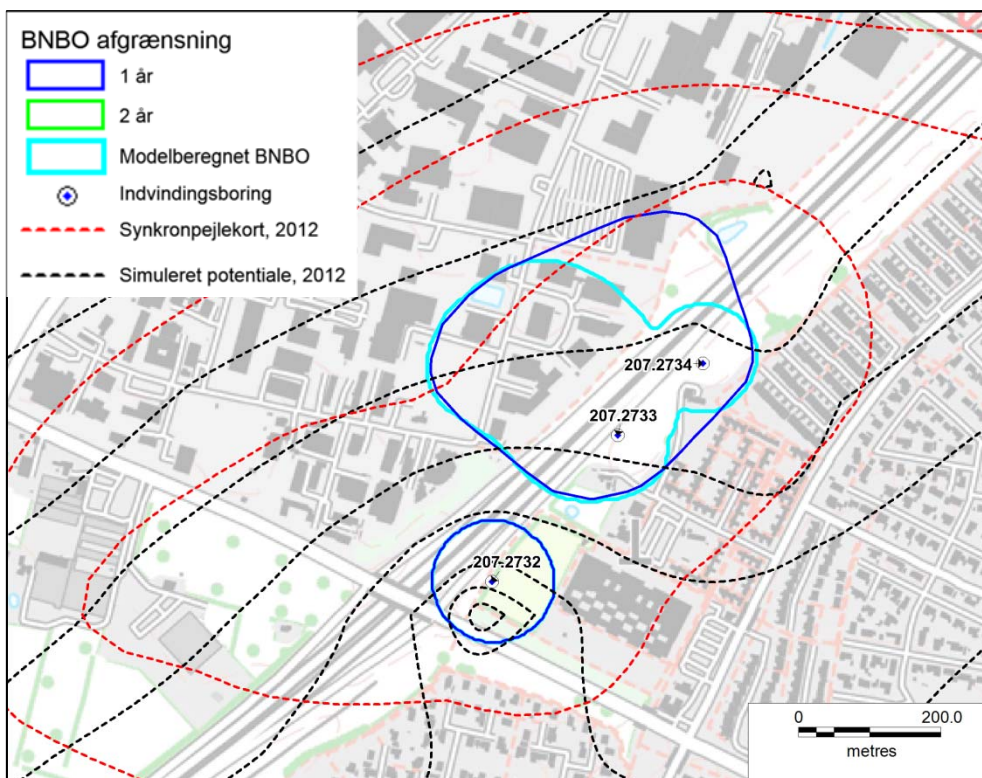 BNBO afgrænsning
1 år
2 år
Modelberegnet BNBO
Indvindingsboring
Synkronpejlekort, 2012
Simuleret potentiale, 2012
207.2734
207.2733
207.2732
0 200.0
metres